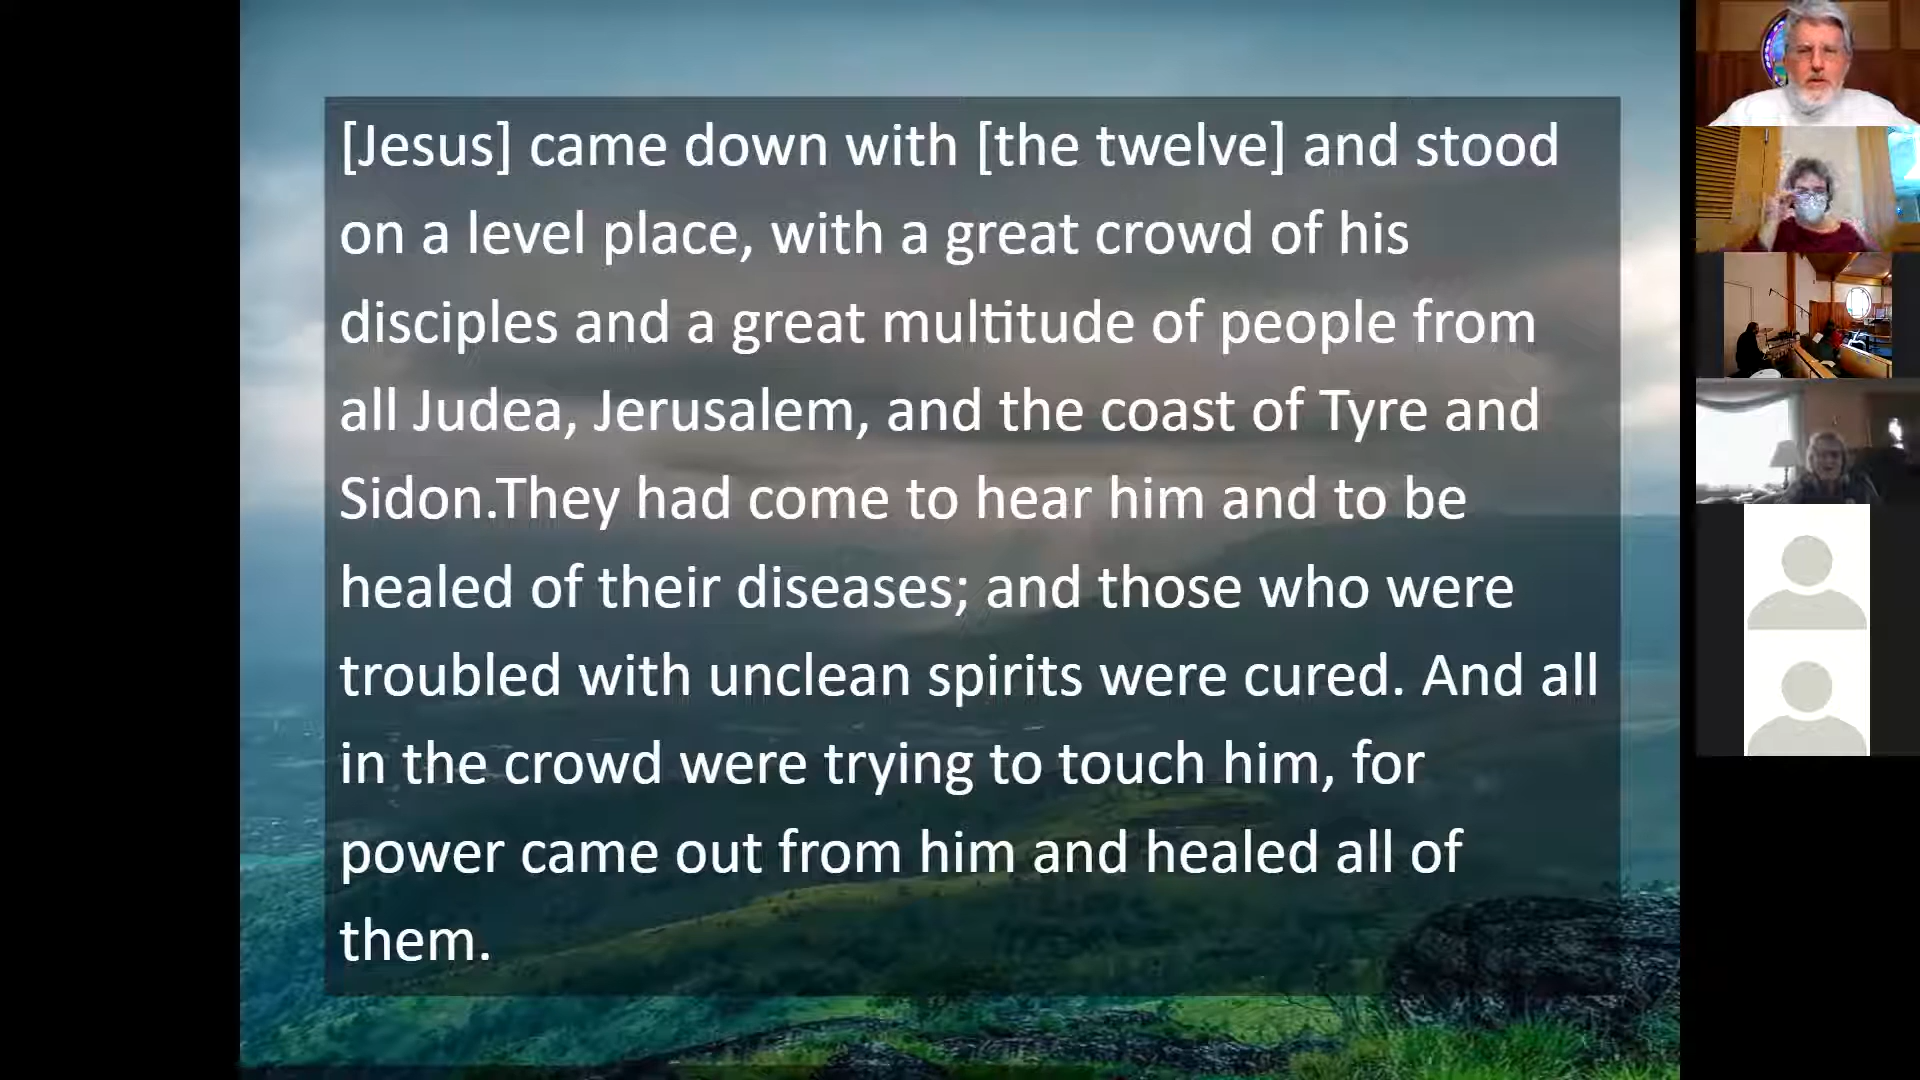 [Jesus] came down with [the twelve] and stood
on a level place, with a great crowd of his
disciples and a great multitude of people from
all Judea, Jerusalem, and the coast of Tyre and
Sidon.They had come to hear him and to be
healed of their diseases; and those who were
troubled with unclean spirits were cured. And all
in the crowd were trying to touch him, for
power came out from him and healed all of
them.